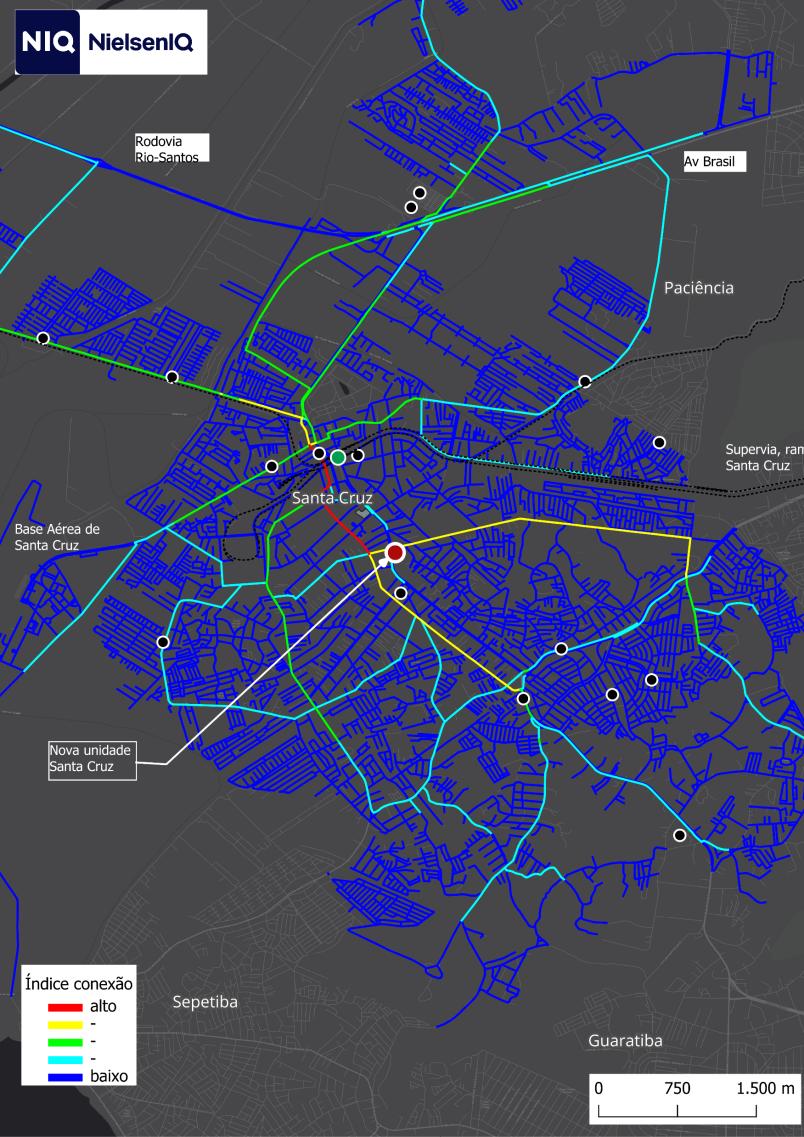 NIQ NielsenIQ
Rodovia
Rio-Santos
Av Brasil
Paciência
Supervia, ram
Santa Cruz
Santa Cruz
Base Aérea de
Santa Cruz
Nova unidade
Santa Cruz
Índice conexão
alto
-
-
-
baixo
Sepetiba
Guaratiba
0 750 1.500 m